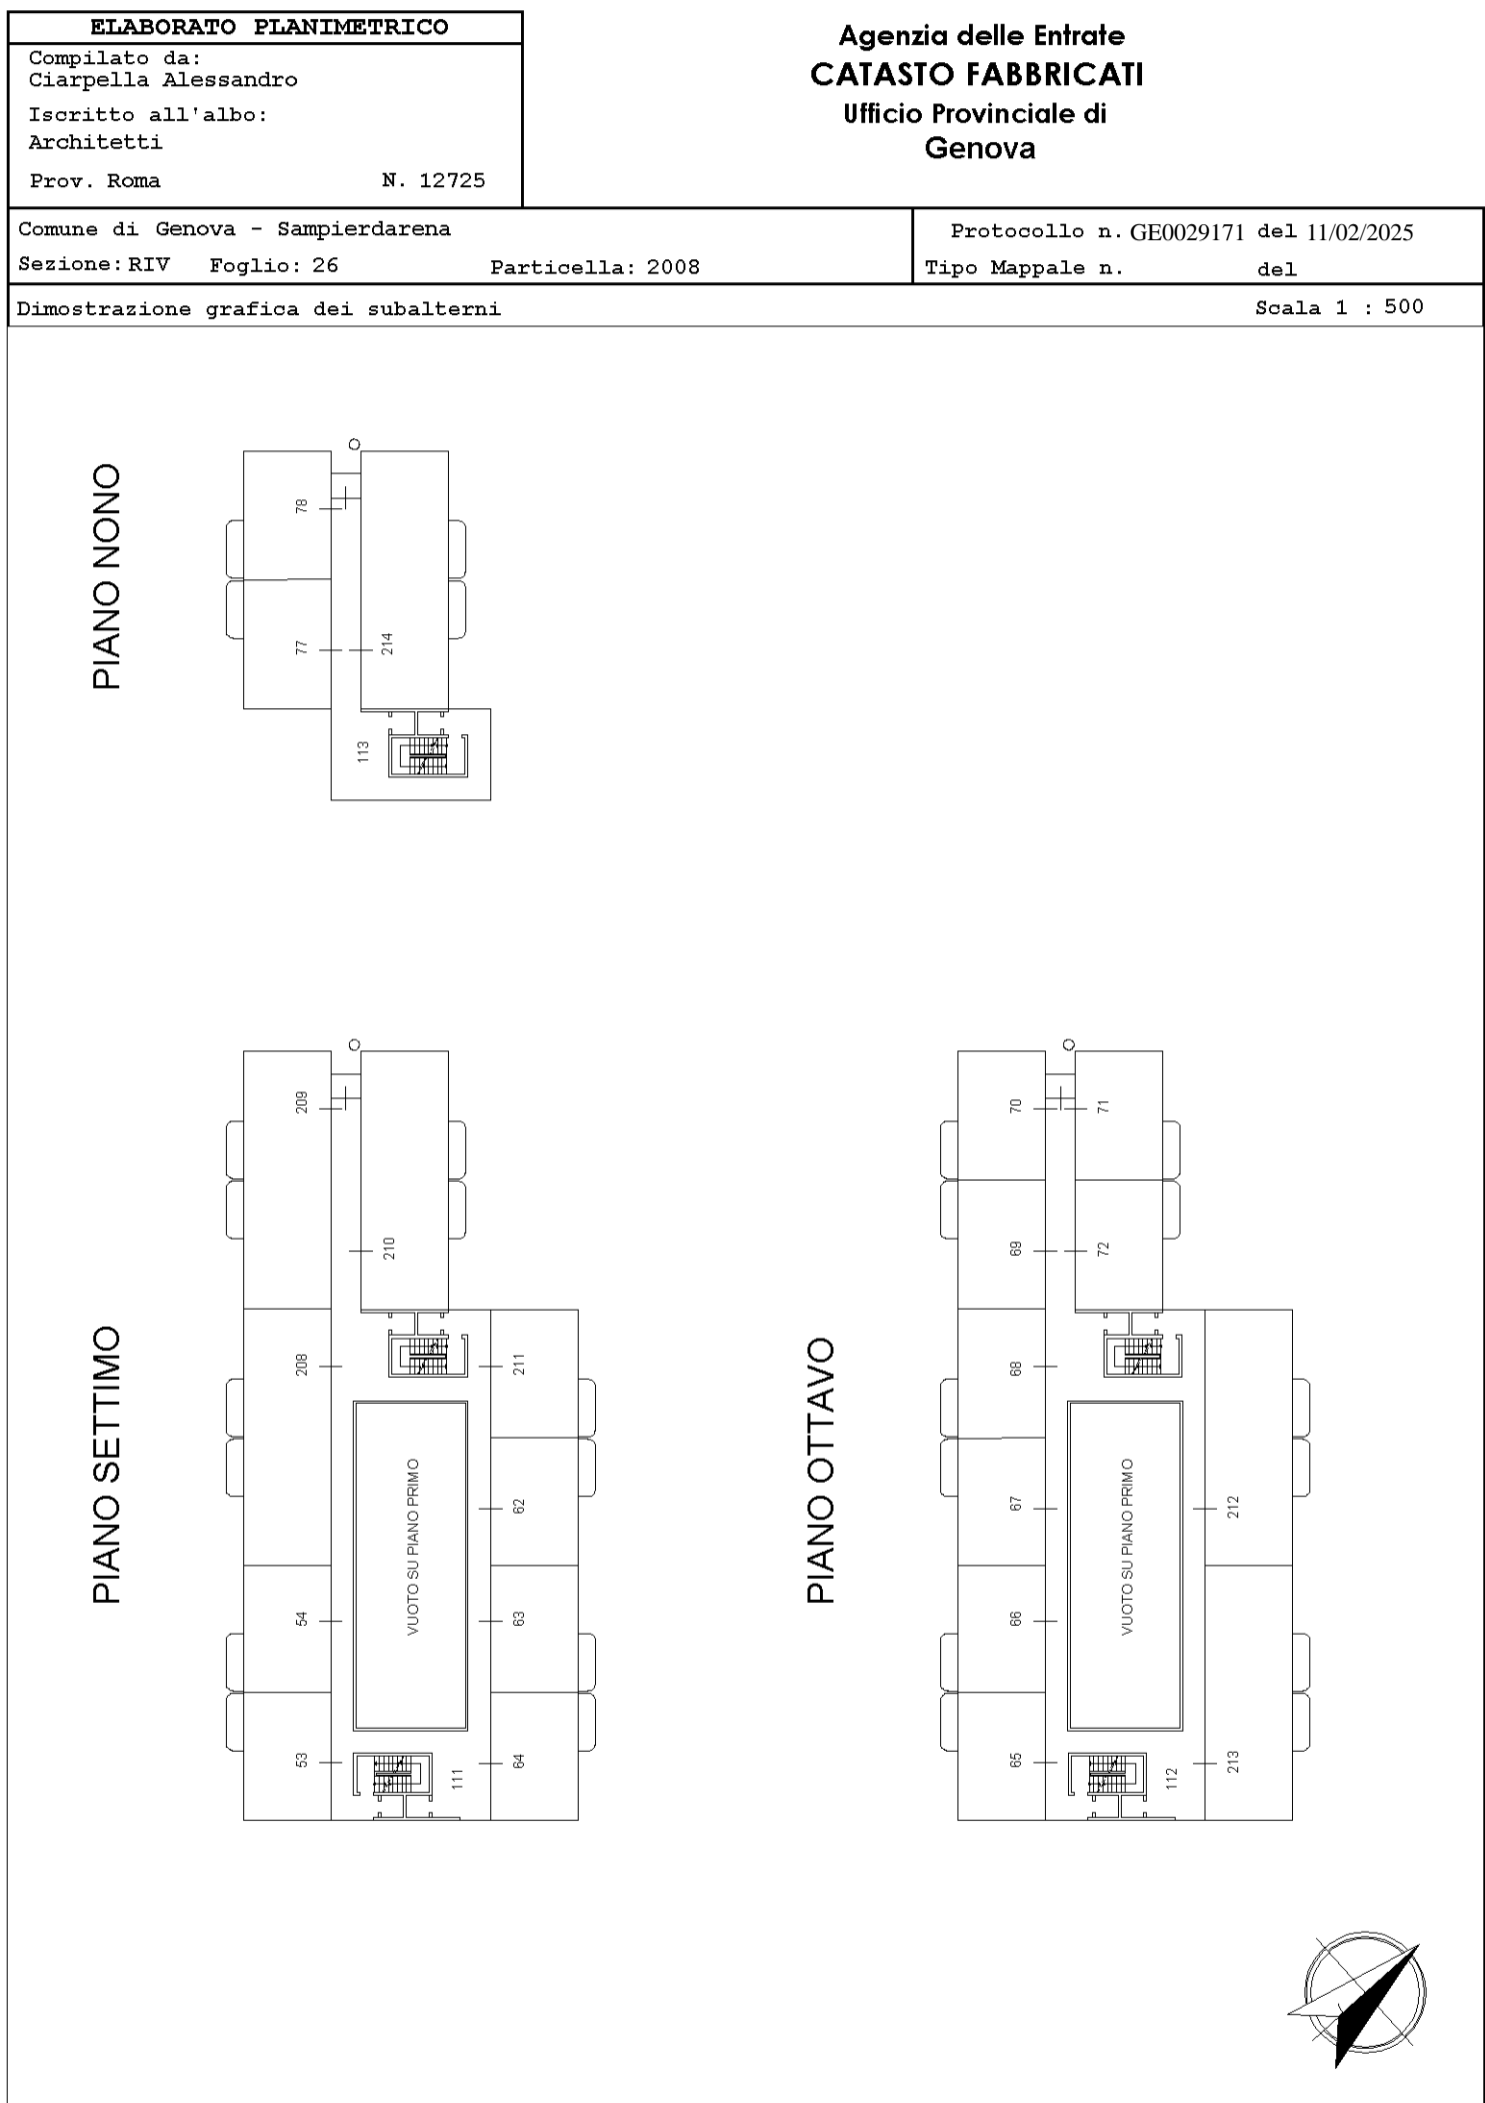 ELABORATO PLANIMETRICO
Compilato da:
Ciarpella Alessandro
Iscritto all'albo:
Architetti
Prov. Roma N. 12725
Agenzia delle Entrate
CATASTO FABBRICATI
Ufficio Provinciale di
Genova
Comune di Genova - Sampierdarena
Sezione: RIV Foglio: 26 Particella: 2008
Protocollo n. GE0029171 del 11/02/2025
Tipo Mappale n. del
Dimostrazione grafica dei subalterni
Scala 1 : 500
PIANO NONO
78
77
214
113
PIANO SETTIMO
209
210
208
211
62
54
63
53
64
111
VUOTO SU PIANO PRIMO
PIANO OTTAVO
70
71
69
72
68
67
212
66
65
213
112
VUOTO SU PIANO PRIMO